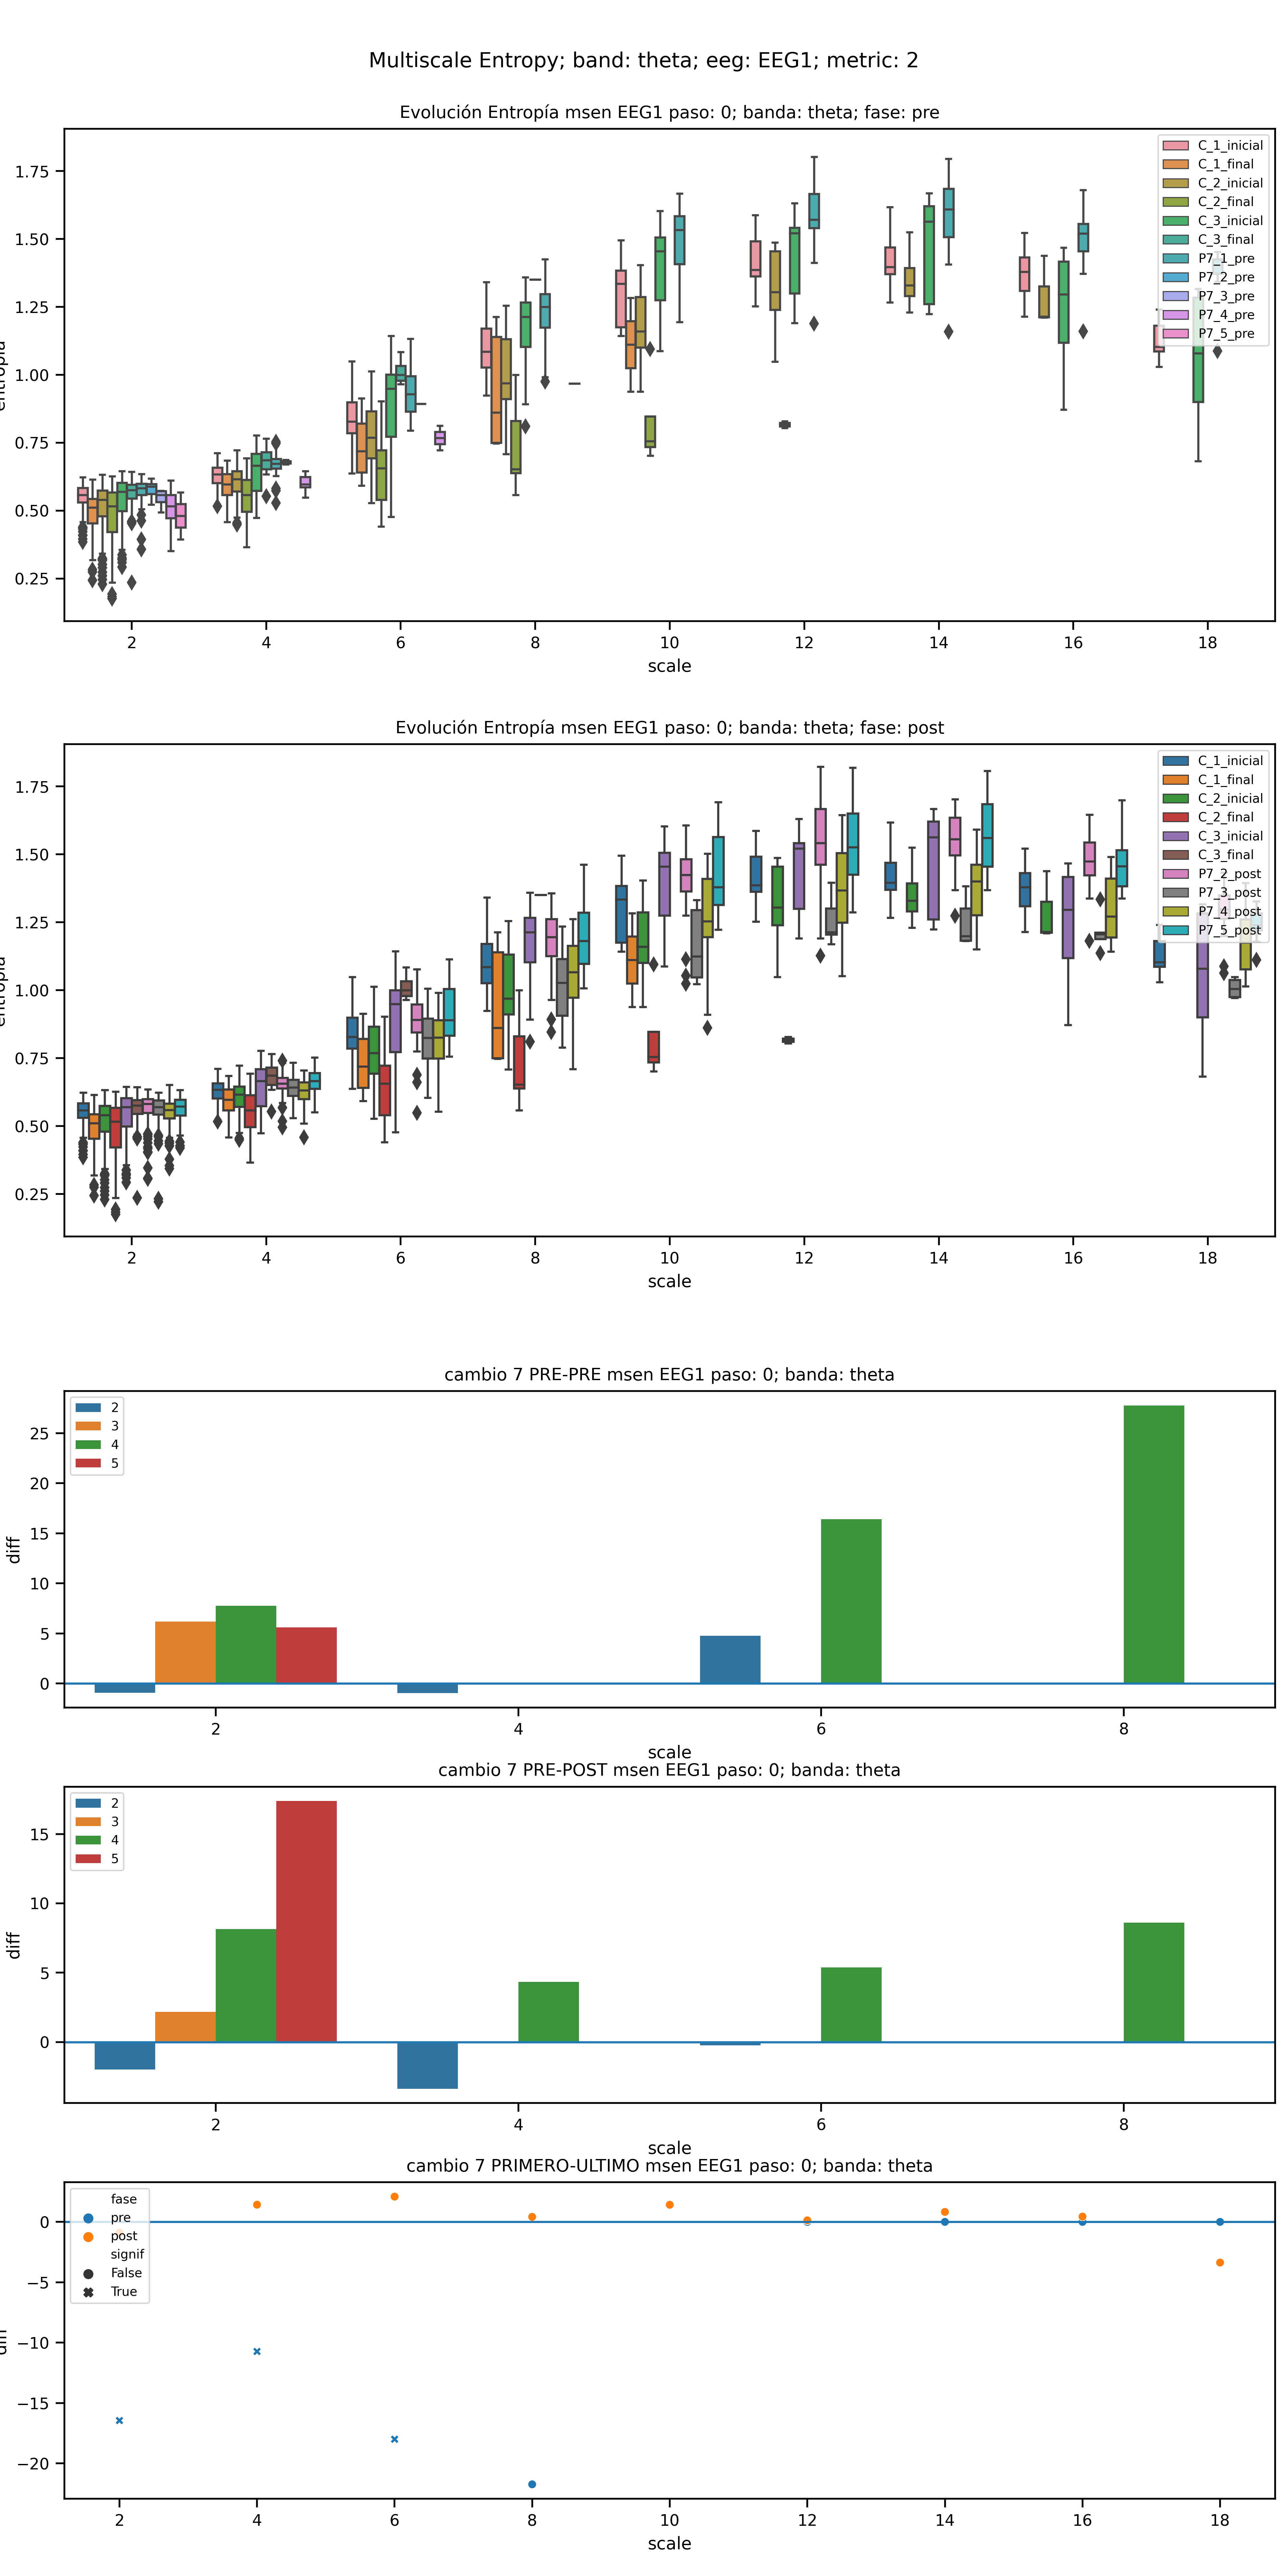 Multiscale Entropy; band: theta; eeg: EEG1; metric: 2
Evolución Entropía msen EEG1 paso: 0; banda: theta; fase: pre
C_1_inicial
C_1_final
C_2_inicial
C_2_final
C_3_inicial
C_3_final
P7_1_pre
P7_2_pre
P7_3_pre
P7_4_pre
P7_5_pre
1.75
1.50
1.25
1.00
0.75
0.50
0.25
entropia
2 4 6 8 10 12 14 16 18
scale
Evolución Entropía msen EEG1 paso: 0; banda: theta; fase: post
C_1_inicial
C_1_final
C_2_inicial
C_2_final
C_3_inicial
C_3_final
P7_2_post
P7_3_post
P7_4_post
P7_5_post
1.75
1.50
1.25
1.00
0.75
0.50
0.25
entropia
2 4 6 8 10 12 14 16 18
scale
cambio 7 PRE-PRE msen EEG1 paso: 0; banda: theta
2
3
4
5
25
20
15
10
5
0
diff
2 4 6 8
scale
cambio 7 PRE-POST msen EEG1 paso: 0; banda: theta
2
3
4
5
15
10
5
0
diff
2 4 6 8
scale
cambio 7 PRIMERO-ULTIMO msen EEG1 paso: 0; banda: theta
fase
pre
post
signif
False
True
0
−5
−10
−15
−20
diff
2 4 6 8 10 12 14 16 18
scale